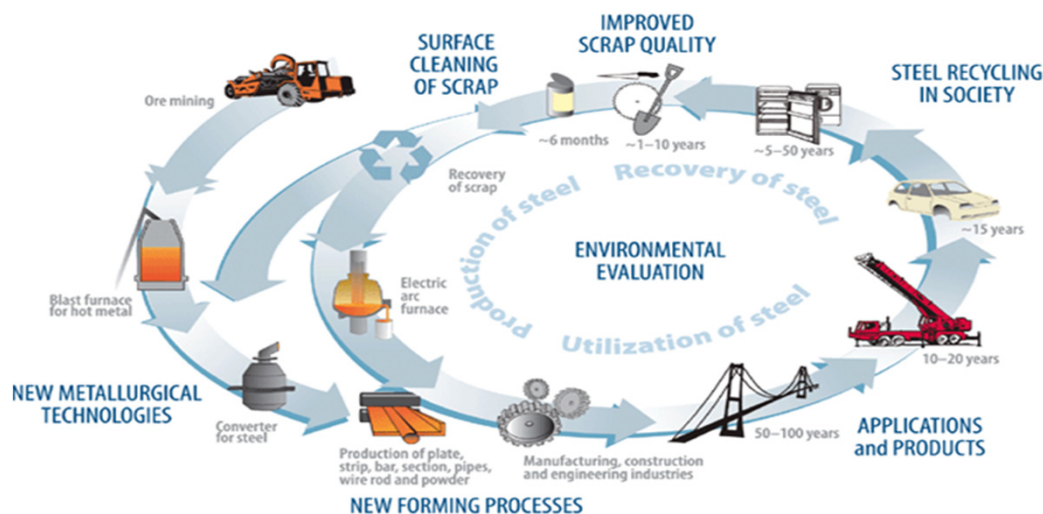 IMPROVED
SCRAP QUALITY
SURFACE
CLEANING
OF SCRAP
STEEL RECYCLING
IN SOCIETY
Ore mining
~6 months
~1–10 years
~5–50 years
Recovery
of scrap
Production of steel
Recovery of steel
~15 years
ENVIRONMENTAL
EVALUATION
Electric
arc
furnace
Blast furnace
for hot metal
Utilization of steel
10–20 years
NEW METALLURGICAL
TECHNOLOGIES
Converter
for steel
50–100 years
APPLICATIONS
and PRODUCTS
Production of plate,
strip, bar, section, pipes,
wire rod and powder
Manufacturing, construction
and engineering industries
NEW FORMING PROCESSES